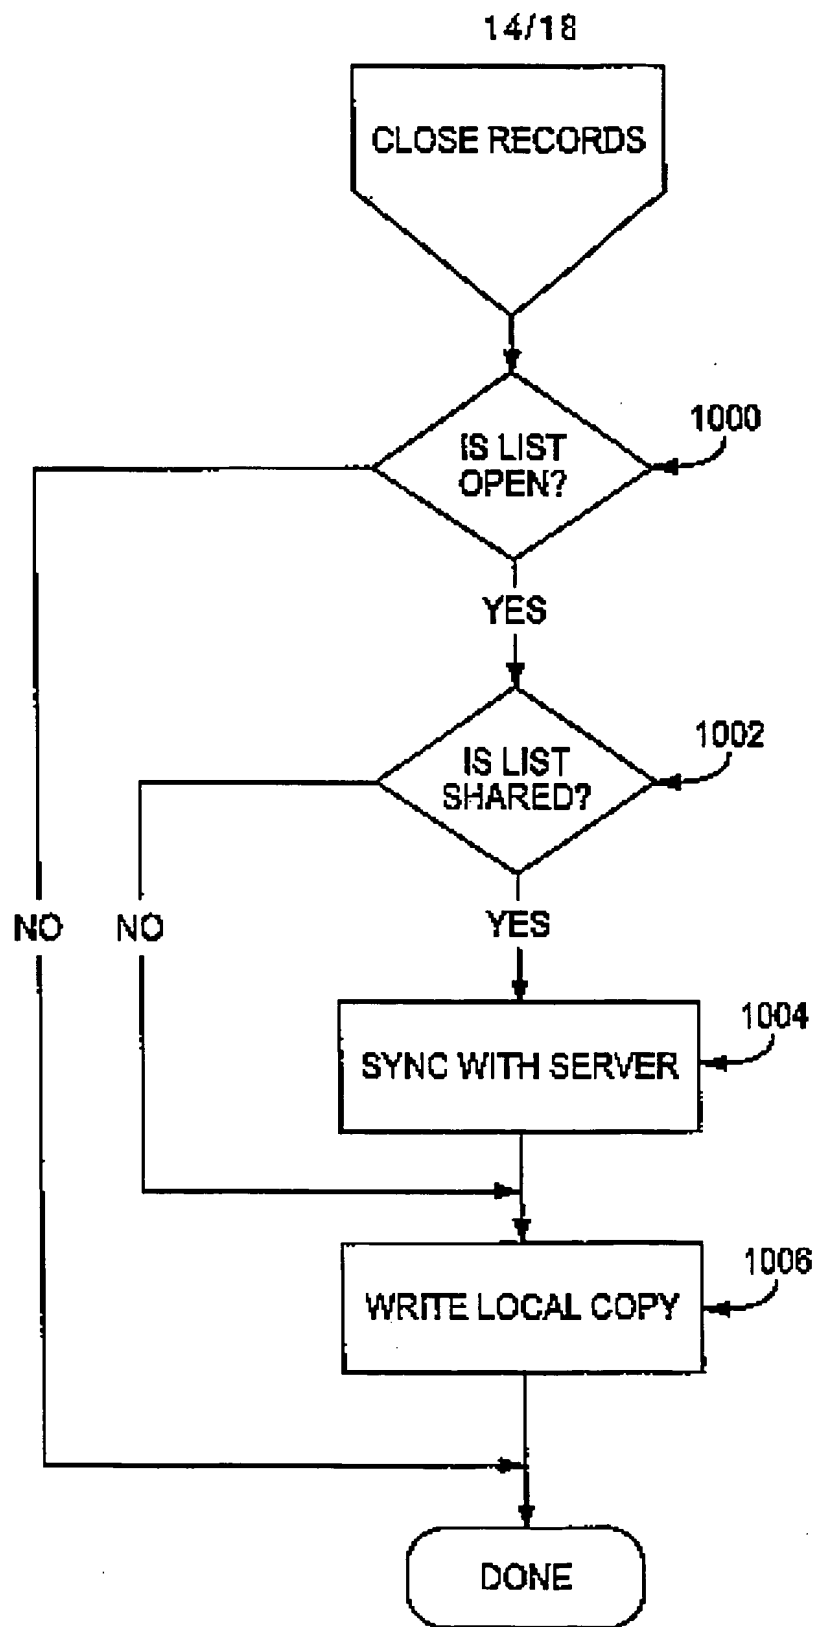 14/18
CLOSE RECORDS
1000
IS LIST
OPEN?
YES
1002
IS LIST
SHARED?
NO
NO
YES
1004
SYNC WITH SERVER
1006
WRITE LOCAL COPY
DONE